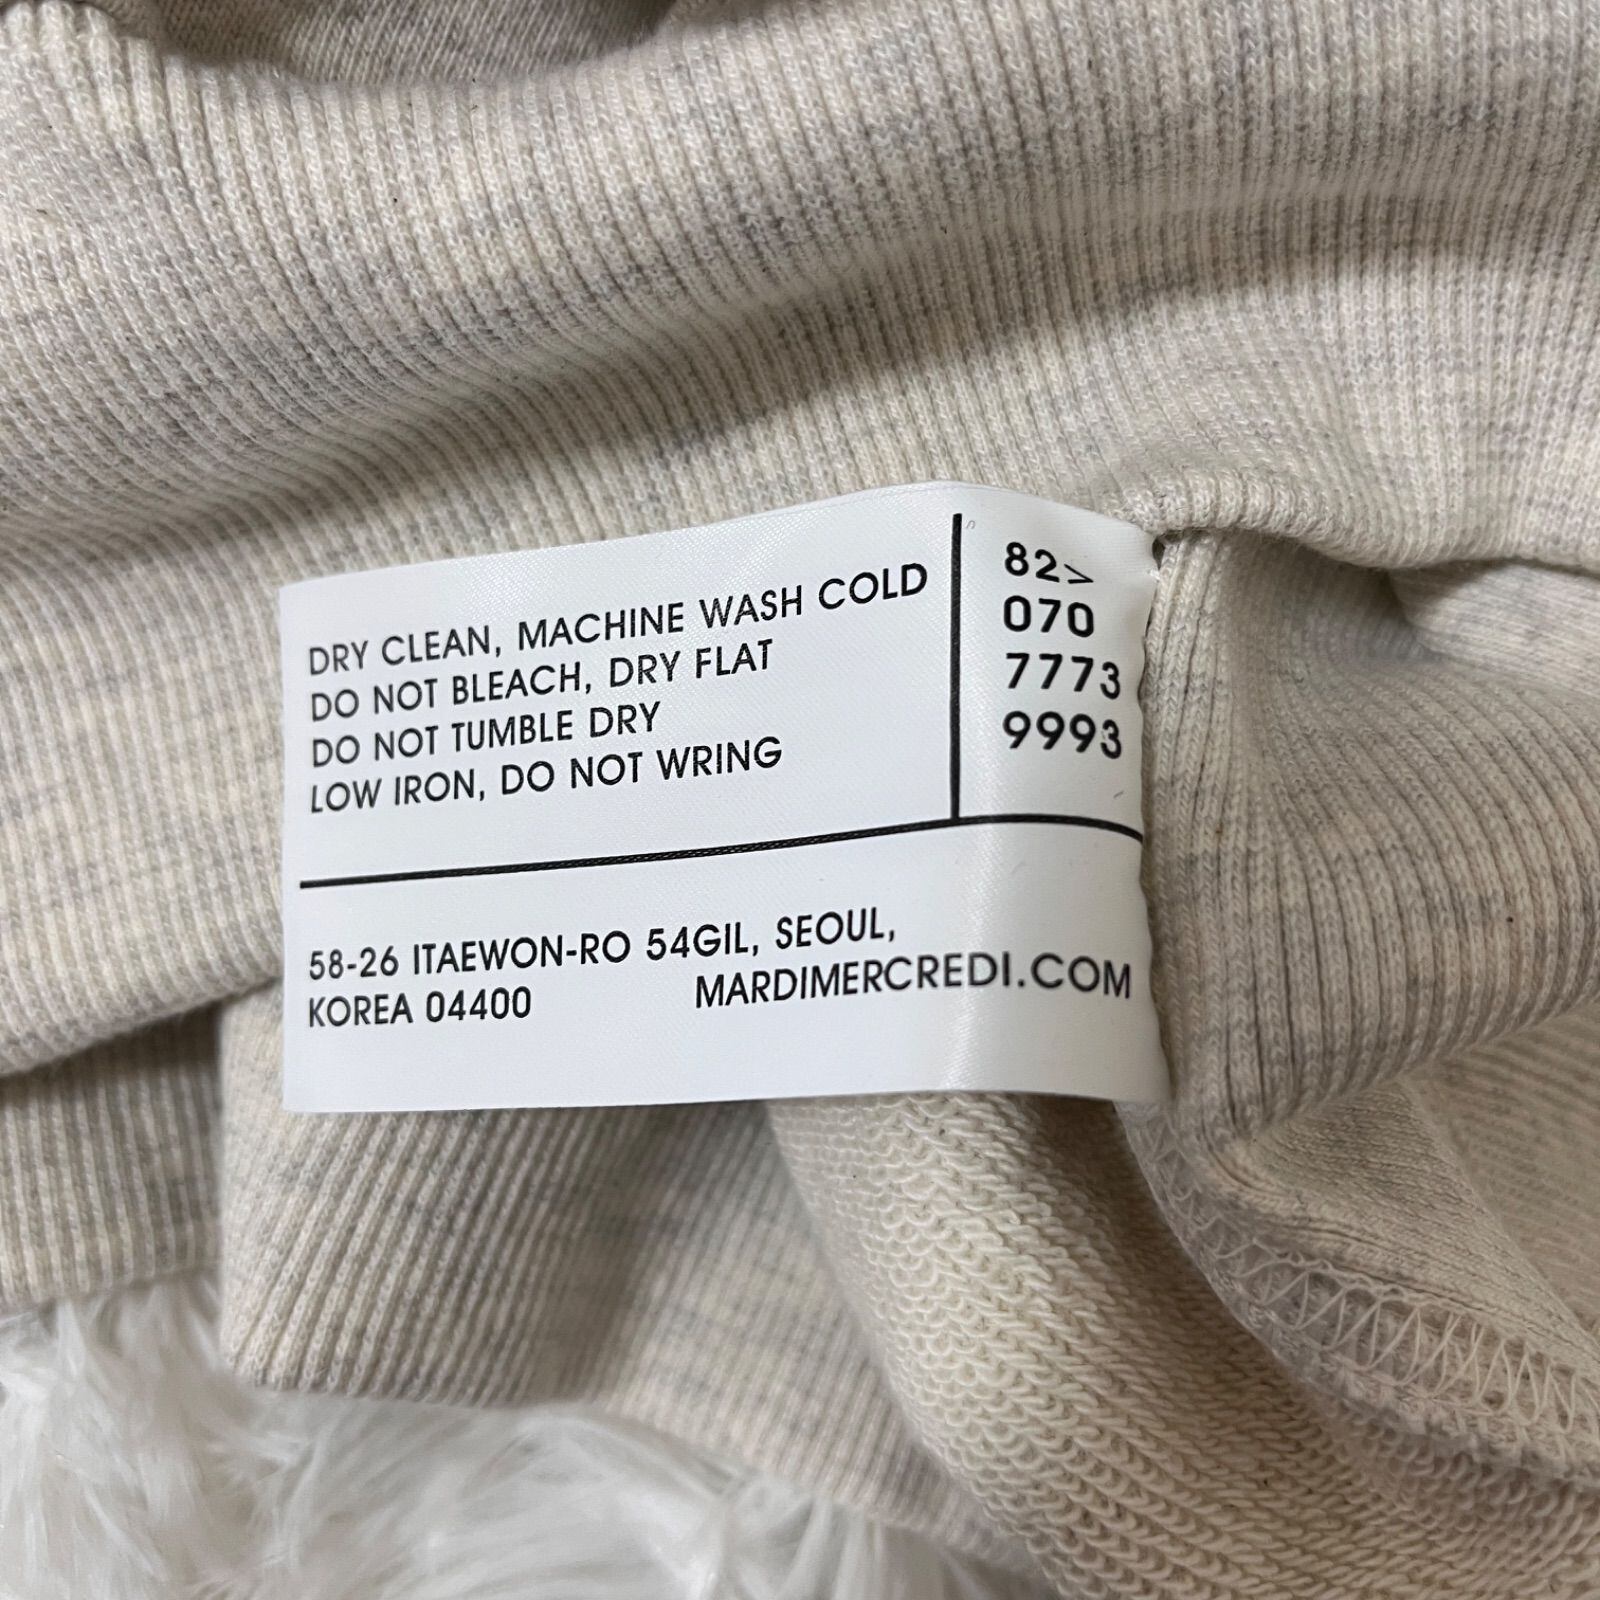 DRY CLEAN, MACHINE WASH COLD
DO NOT BLEACH, DRY FLAT
DO NOT TUMBLE DRY
LOW IRON, DO NOT WRING
82>
070
7773
9993
58-26 ITAEWON-RO 54GIL, SEOUL,
KOREA 04400
MARDIMERCREDI.COM